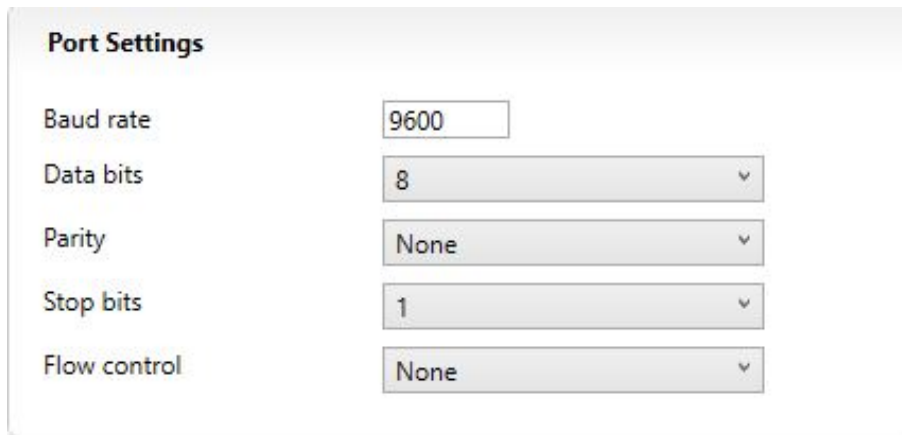 Port Settings
Baud rate 9600
Data bits 8
Parity None
Stop bits 1
Flow control None